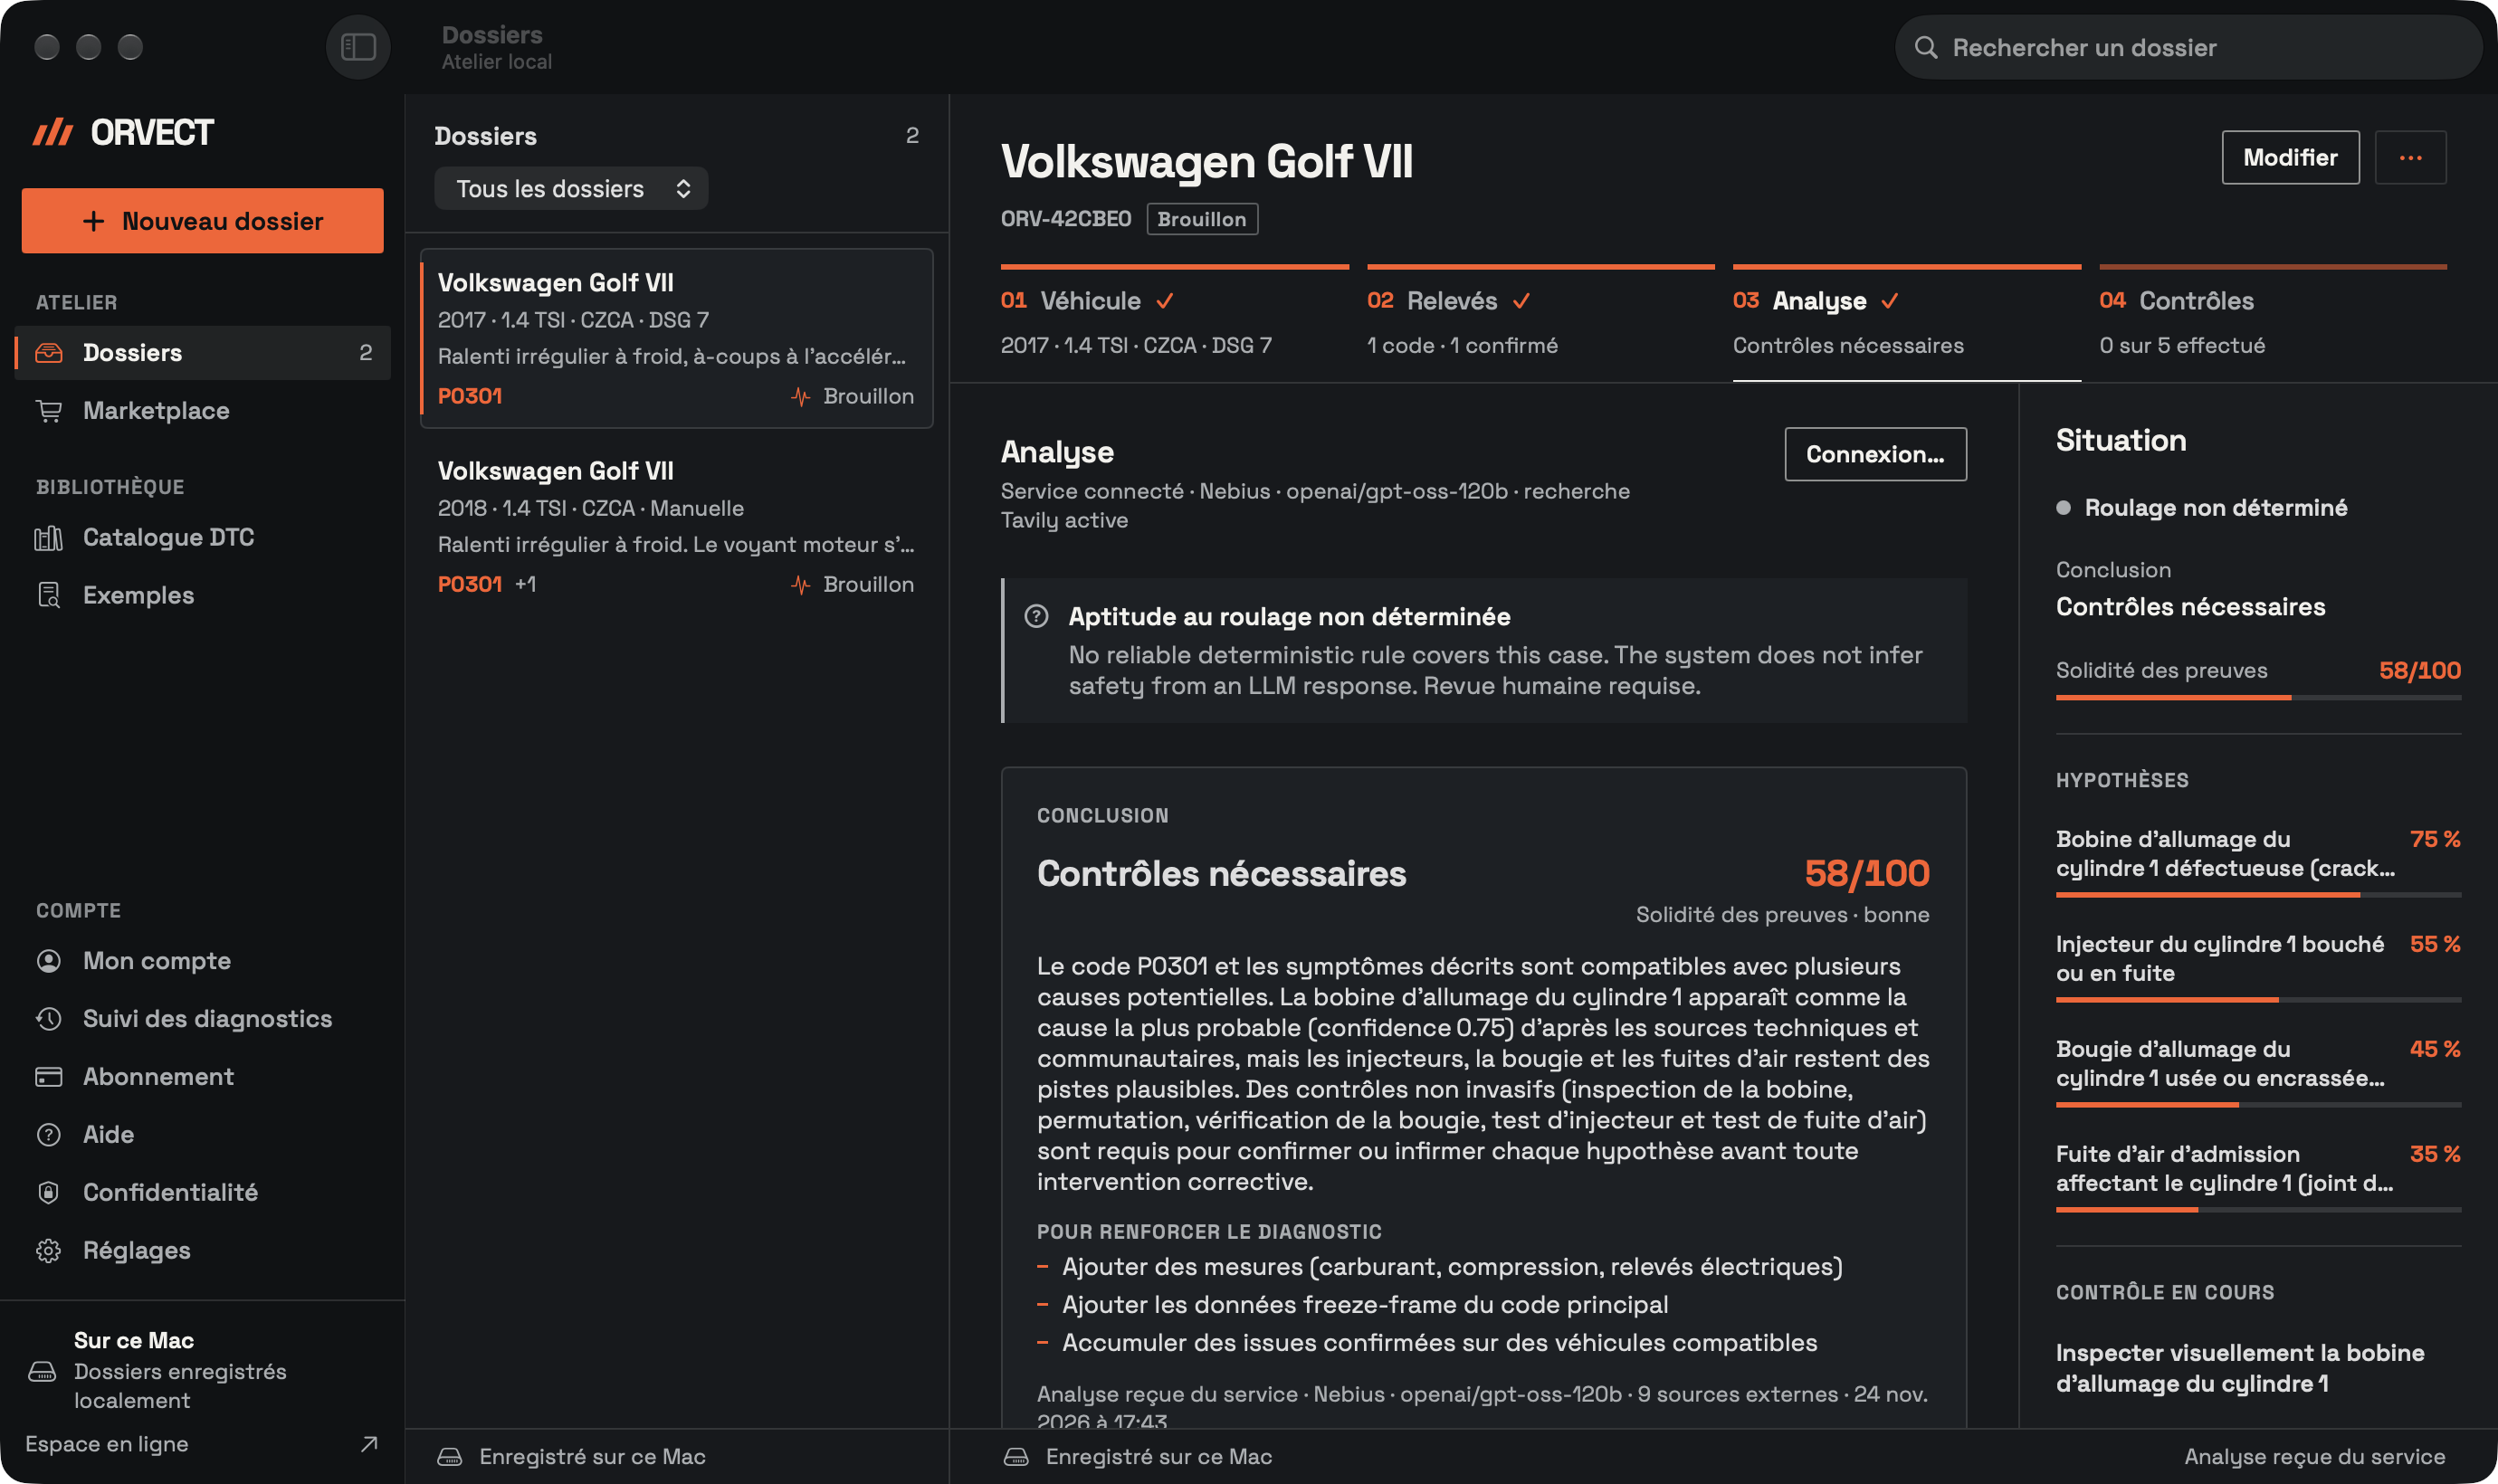 Dossiers
Atelier local
Rechercher un dossier
ORVECT
Nouveau dossier
ATELIER
Dossiers 2
Marketplace
BIBLIOTHÈQUE
Catalogue DTC
Exemples
COMPTE
Mon compte
Suivi des diagnostics
Abonnement
Aide
Confidentialité
Réglages
Sur ce Mac
Dossiers enregistrés
localement
Espace en ligne
Dossiers 2
Tous les dossiers
Volkswagen Golf VII
2017 · 1.4 TSI · CZCA · DSG 7
Ralenti irrégulier à froid, à-coups à l’accélér...
P0301 Brouillon
Volkswagen Golf VII
2018 · 1.4 TSI · CZCA · Manuelle
Ralenti irrégulier à froid. Le voyant moteur s’...
P0301 +1 Brouillon
Enregistré sur ce Mac
Volkswagen Golf VII
Modifier
ORV-42CBE0 Brouillon
01 Véhicule
2017 · 1.4 TSI · CZCA · DSG 7
02 Relevés
1 code · 1 confirmé
03 Analyse
Contrôles nécessaires
04 Contrôles
0 sur 5 effectué
Analyse
Connexion...
Service connecté · Nebius · openai/gpt-oss-120b · recherche
Tavily active
Aptitude au roulage non déterminée
No reliable deterministic rule covers this case. The system does not infer
safety from an LLM response. Revue humaine requise.
CONCLUSION
Contrôles nécessaires 58/100
Solidité des preuves · bonne
Le code P0301 et les symptômes décrits sont compatibles avec plusieurs
causes potentielles. La bobine d’allumage du cylindre 1 apparaît comme la
cause la plus probable (confidence 0.75) d’après les sources techniques et
communautaires, mais les injecteurs, la bougie et les fuites d’air restent des
pistes plausibles. Des contrôles non invasifs (inspection de la bobine,
permutation, vérification de la bougie, test d’injecteur et test de fuite d’air)
sont requis pour confirmer ou infirmer chaque hypothèse avant toute
intervention corrective.
POUR RENFORCER LE DIAGNOSTIC
– Ajouter des mesures (carburant, compression, relevés électriques)
– Ajouter les données freeze-frame du code principal
– Accumuler des issues confirmées sur des véhicules compatibles
Analyse reçue du service · Nebius · openai/gpt-oss-120b · 9 sources externes · 24 nov.
2026 à 17:43
Enregistré sur ce Mac
Situation
Roulage non déterminé
Conclusion
Contrôles nécessaires
Solidité des preuves 58/100
HYPOTHÈSES
Bobine d’allumage du 75 %
cylindre 1 défectueuse (crack...
Injecteur du cylindre 1 bouché 55 %
ou en fuite
Bougie d’allumage du 45 %
cylindre 1 usée ou encrassée...
Fuite d’air d’admission 35 %
affectant le cylindre 1 (joint d...
CONTRÔLE EN COURS
Inspecter visuellement la bobine
d’allumage du cylindre 1
Analyse reçue du service